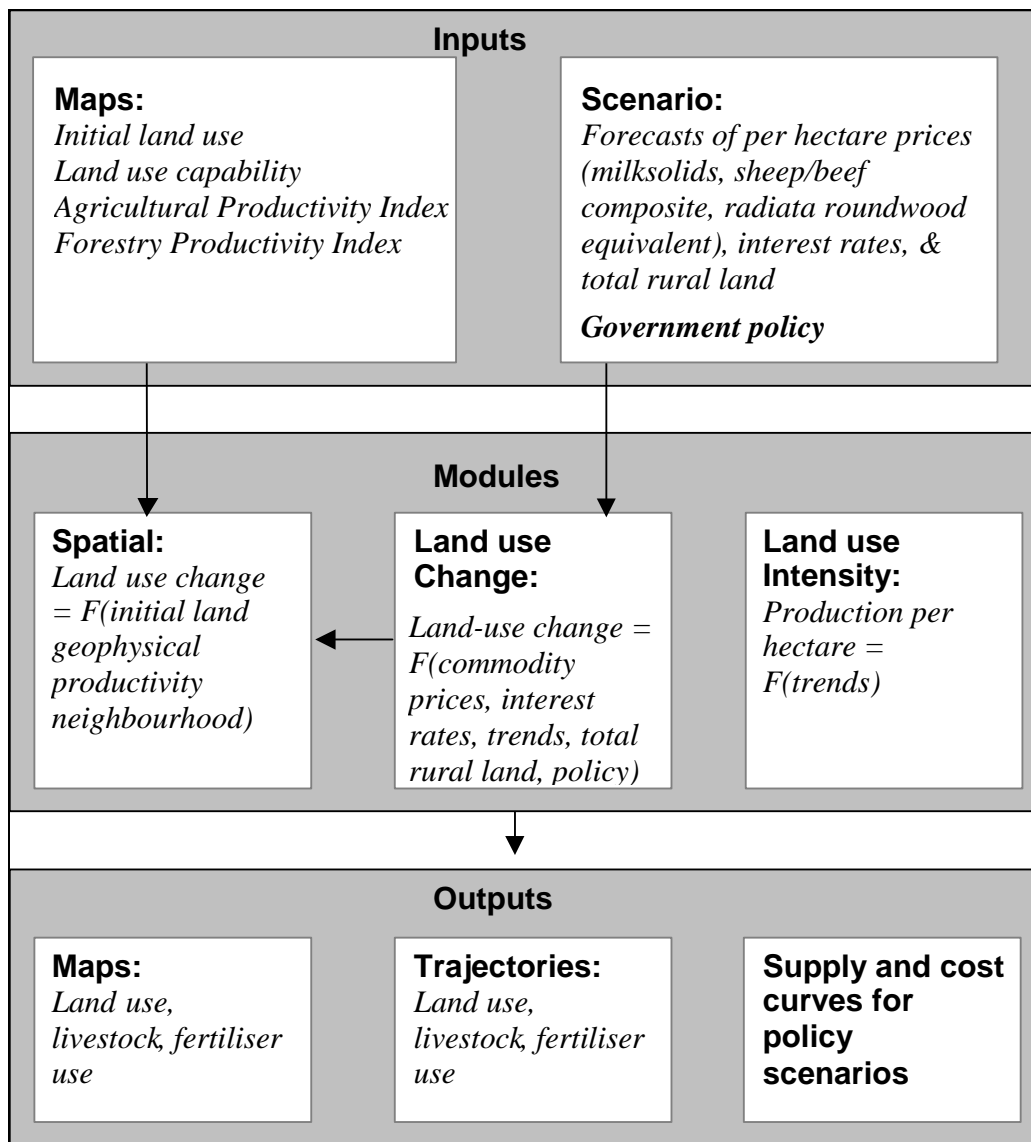 Inputs
Maps:
Initial land use
Land use capability
Agricultural Productivity Index
Forestry Productivity Index
Scenario:
Forecasts of per hectare prices
(milksolids, sheep/beef
composite, radiata roundwood
equivalent), interest rates, &
total rural land
Government policy
Modules
Spatial:
Land use change
= F(initial land
geophysical
productivity
neighbourhood)
Land use
Change:
Land-use change =
F(commodity
prices, interest
rates, trends, total
rural land, policy)
Land use
Intensity:
Production per
hectare =
F(trends)
Outputs
Maps:
Land use,
livestock, fertiliser
use
Trajectories:
Land use,
livestock, fertiliser
use
Supply and cost
curves for
policy
scenarios